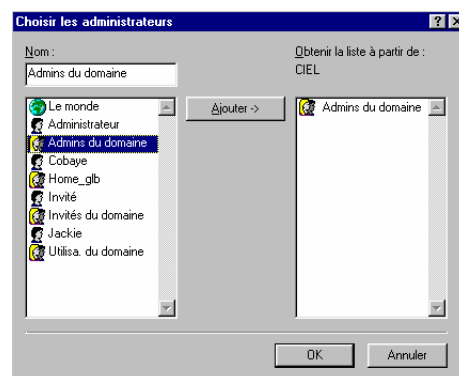 Choisir les administrateurs
Nom :
Obtenir la liste à partir de :
Admins du domaine
CIEL
Le monde
Administrateur
Admins du domaine
Cobaye
Home_glb
Invité
Invités du domaine
Jackie
Utilisa. du domaine
Ajouter ->
Admins du domaine
OK
Annuler